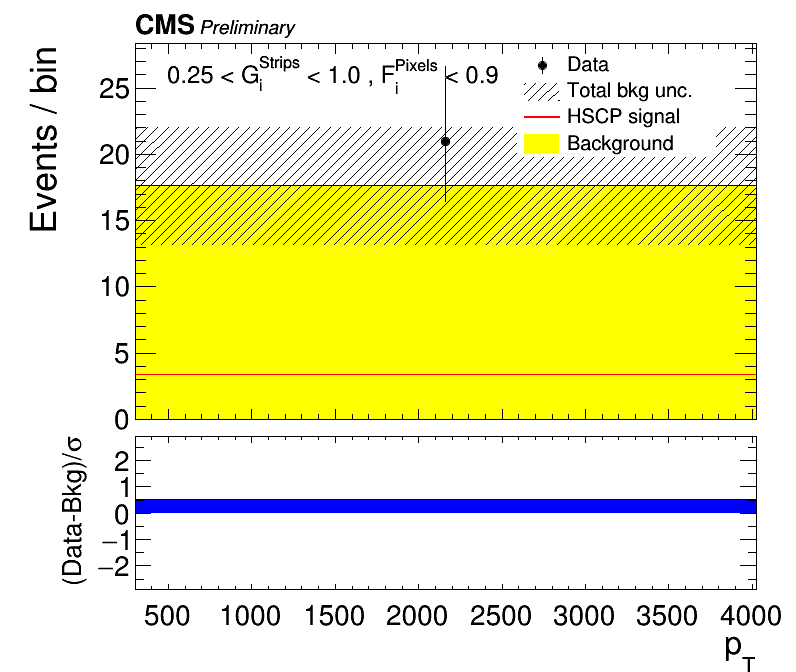 CMS Preliminary
0.25 < G_i^Strips < 1.0 , F_i^Pixels < 0.9
Data
Total bkg unc.
HSCP signal
Background
Events / bin
25
20
15
10
5
0
(Data-Bkg)/σ
2
1
0
−1
−2
500 1000 1500 2000 2500 3000 3500 4000
p_T